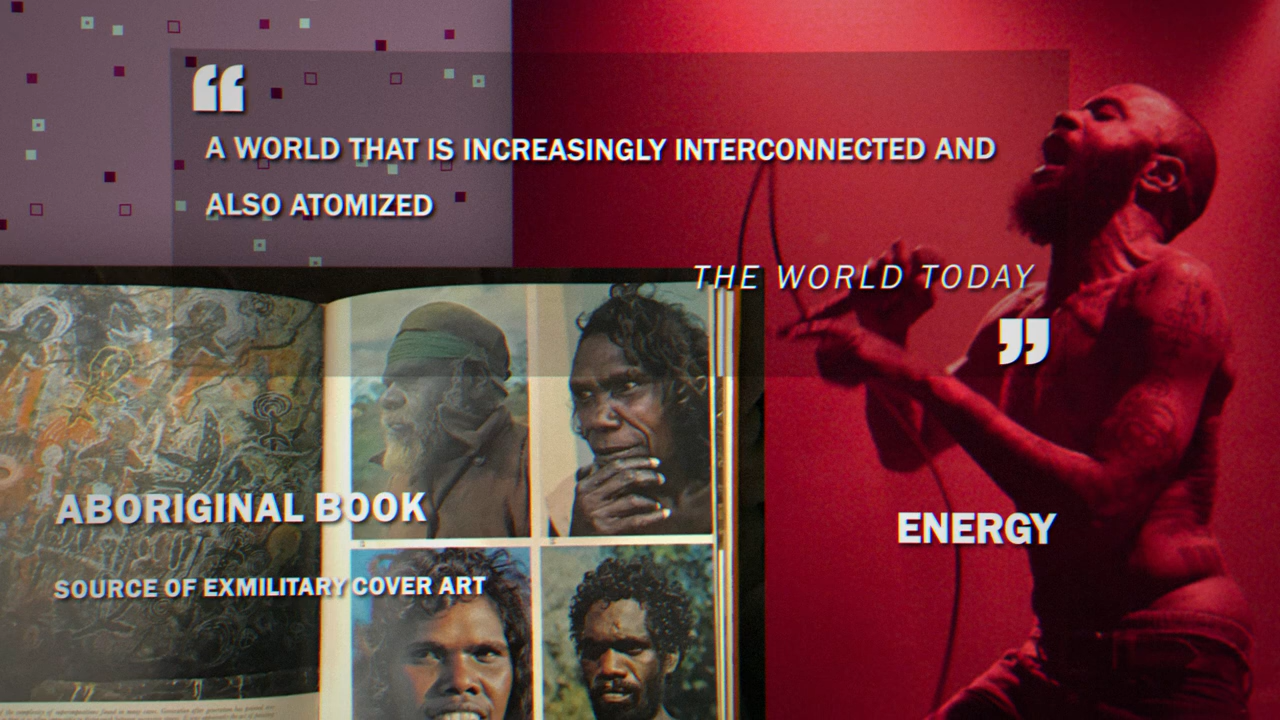 “
A WORLD THAT IS INCREASINGLY INTERCONNECTED AND
ALSO ATOMIZED
THE WORLD TODAY
”
ABORIGINAL BOOK
SOURCE OF EXMILITARY COVER ART
ENERGY